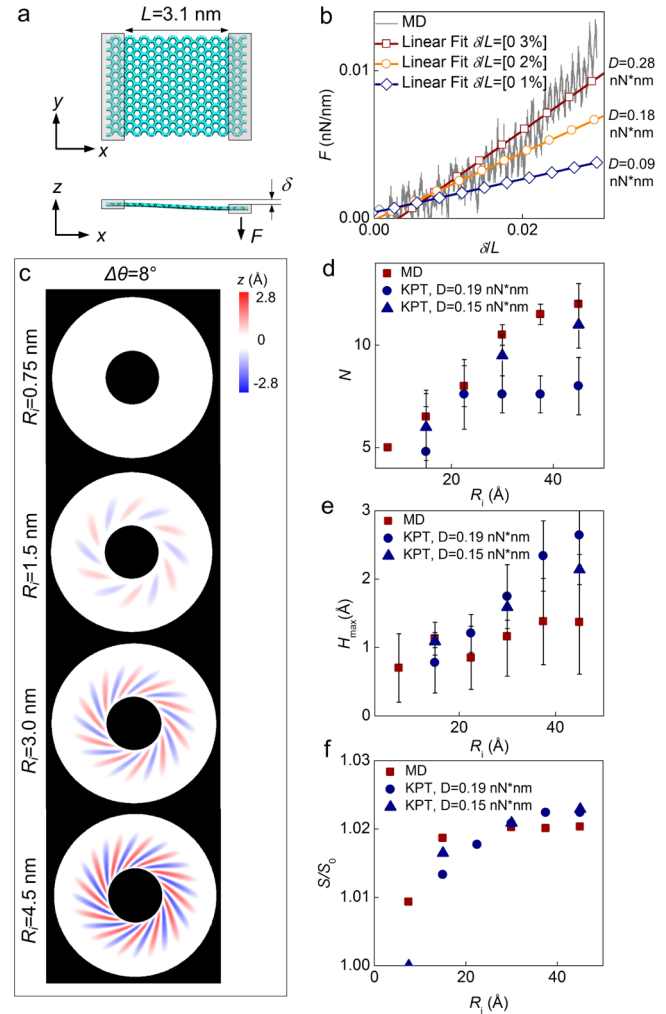 a
L=3.1 nm
y
x
z
δ
x
F
b
MD
Linear Fit δ/L=[0 3%]
Linear Fit δ/L=[0 2%]
Linear Fit δ/L=[0 1%]
D=0.28
nN*nm
D=0.18
nN*nm
D=0.09
nN*nm
F (nN/nm)
0.01
0.00
0.00
0.02
δ/L
c
Δθ=8°
z (Å)
2.8
0
-2.8
Ri=0.75 nm
Ri=1.5 nm
Ri=3.0 nm
Ri=4.5 nm
d
MD
KPT, D=0.19 nN*nm
KPT, D=0.15 nN*nm
N
10
5
20
40
Ri (Å)
e
MD
KPT, D=0.19 nN*nm
KPT, D=0.15 nN*nm
Hmax(Å)
3
2
1
0
20
40
Ri (Å)
f
MD
KPT, D=0.19 nN*nm
KPT, D=0.15 nN*nm
S/S0
1.03
1.02
1.01
1.00
0
20
40
Ri (Å)